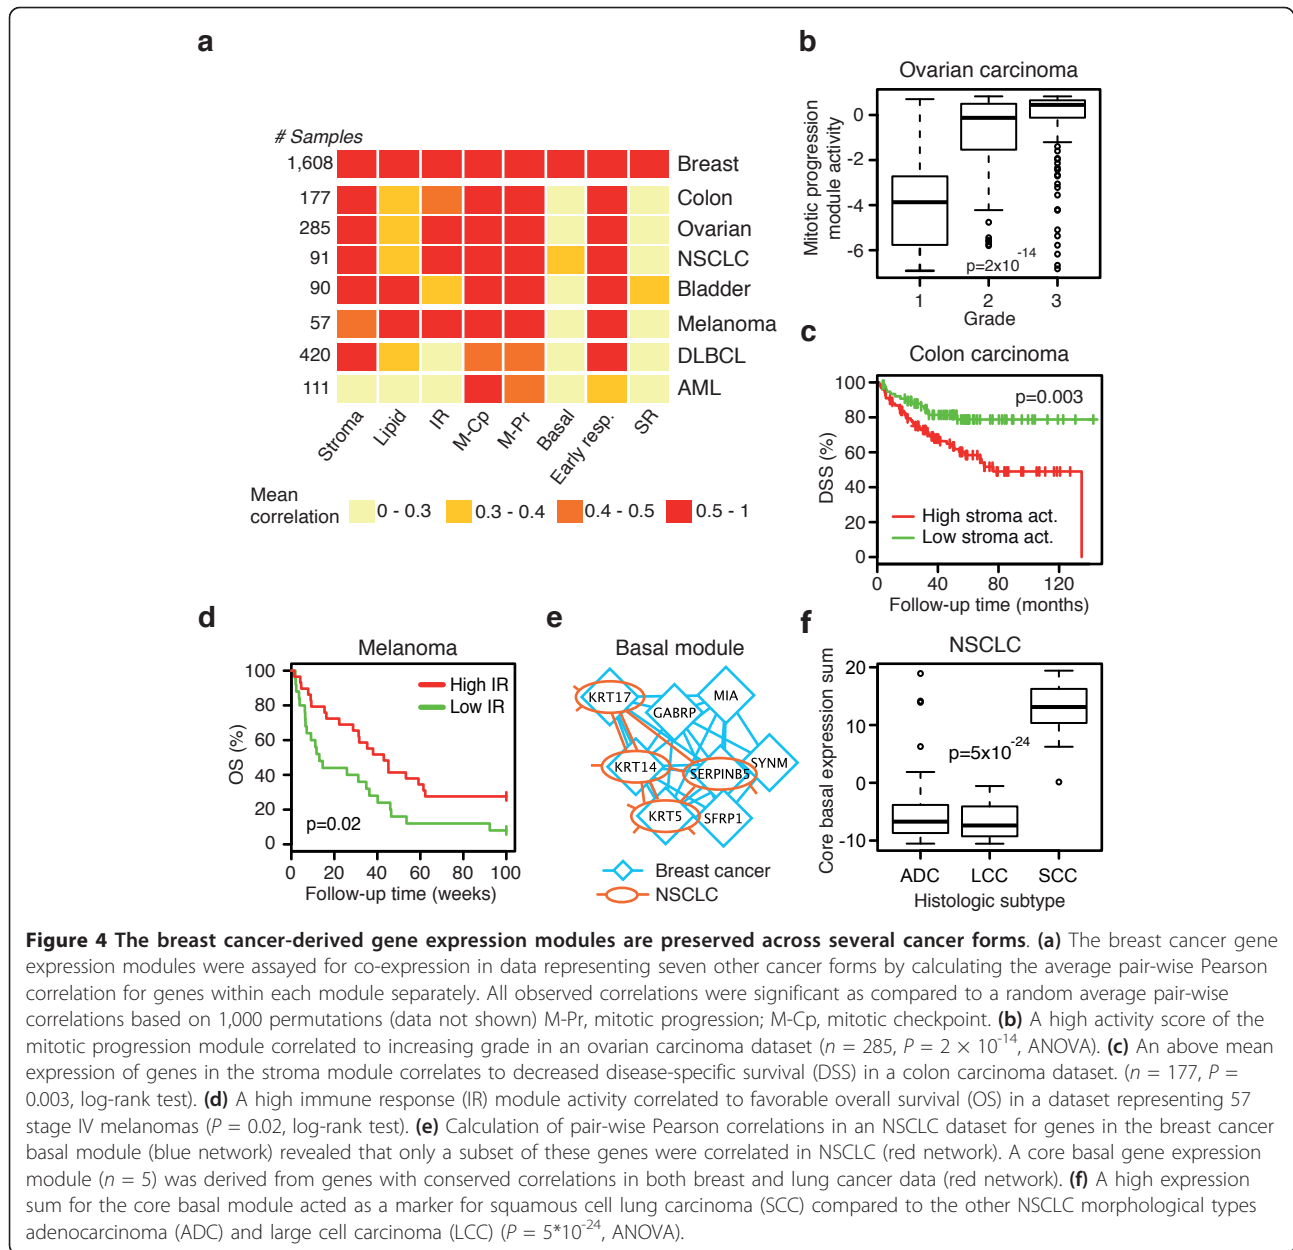 a
# Samples
1,608 Breast
177 Colon
285 Ovarian
91 NSCLC
90 Bladder
57 Melanoma
420 DLBCL
111 AML
Stroma Lipid IR M-Cp M-Pr Basal Early resp. SR
Mean
correlation
0 - 0.3 0.3 - 0.4 0.4 - 0.5 0.5 - 1
b
Ovarian carcinoma
Mitotic progression
module activity
0
-2
-4
-6
p=2x10-14
1 2 3
Grade
c
Colon carcinoma
DSS (%)
100
80
60
40
20
0
p=0.003
High stroma act.
Low stroma act.
0 40 80 120
Follow-up time (months)
d
Melanoma
OS (%)
100
80
60
40
20
0
High IR
Low IR
p=0.02
0 20 40 60 80 100
Follow-up time (weeks)
e
Basal module
KRT17
MIA
GABRP
SYNM
KRT14
SERPINB5
KRT5
SFRP1
Breast cancer
NSCLC
f
NSCLC
Core basal expression sum
20
10
0
-10
p=5x10-24
ADC LCC SCC
Histologic subtype
Figure 4 The breast cancer-derived gene expression modules are preserved across several cancer forms. (a) The breast cancer gene
expression modules were assayed for co-expression in data representing seven other cancer forms by calculating the average pair-wise Pearson
correlation for genes within each module separately. All observed correlations were significant as compared to a random average pair-wise
correlations based on 1,000 permutations (data not shown) M-Pr, mitotic progression; M-Cp, mitotic checkpoint. (b) A high activity score of the
mitotic progression module correlated to increasing grade in an ovarian carcinoma dataset (n = 285, P = 2 × 10-14, ANOVA). (c) An above mean
expression of genes in the stroma module correlates to decreased disease-specific survival (DSS) in a colon carcinoma dataset. (n = 177, P =
0.003, log-rank test). (d) A high immune response (IR) module activity correlated to favorable overall survival (OS) in a dataset representing 57
stage IV melanomas (P = 0.02, log-rank test). (e) Calculation of pair-wise Pearson correlations in an NSCLC dataset for genes in the breast cancer
basal module (blue network) revealed that only a subset of these genes were correlated in NSCLC (red network). A core basal gene expression
module (n = 5) was derived from genes with conserved correlations in both breast and lung cancer data (red network). (f) A high expression
sum for the core basal module acted as a marker for squamous cell lung carcinoma (SCC) compared to the other NSCLC morphological types
adenocarcinoma (ADC) and large cell carcinoma (LCC) (P = 5*10-24, ANOVA).